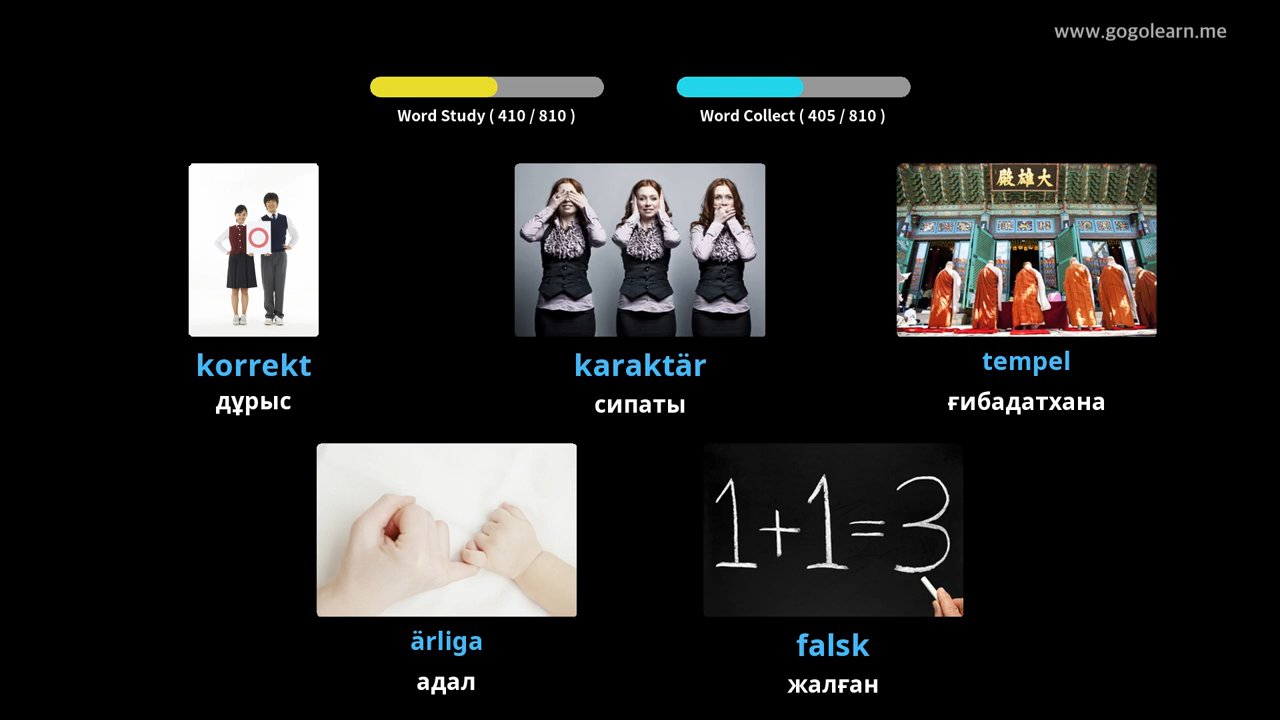 www.gogolearn.me
Word Study ( 410 / 810 )
Word Collect ( 405 / 810 )
大雄殿
korrekt
дұрыс
karaktär
сипаты
tempel
ғибадатхана
1+1=3
ärliga
адал
falsk
жалған